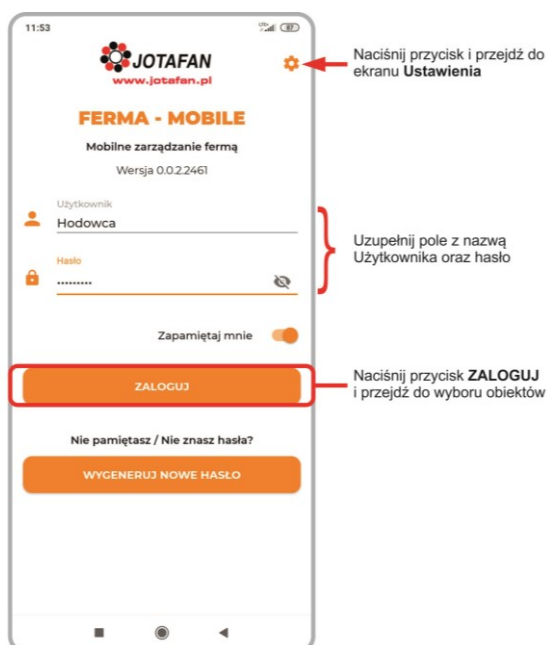 11:53
87
JOTAFAN
www.jotafan.pl
Naciśnij przycisk i przejdź do
ekranu Ustawienia
FERMA - MOBILE
Mobilne zarządzanie fermą
Wersja 0.0.2.2461
Użytkownik
Hodowca
Hasło
•••••••••
Uzupełnij pole z nazwą
Użytkownika oraz hasło
Zapamiętaj mnie
ZALOGUJ
Naciśnij przycisk ZALOGUJ
i przejdź do wyboru obiektów
Nie pamiętasz / Nie znasz hasła?
WYGENERUJ NOWE HASŁO